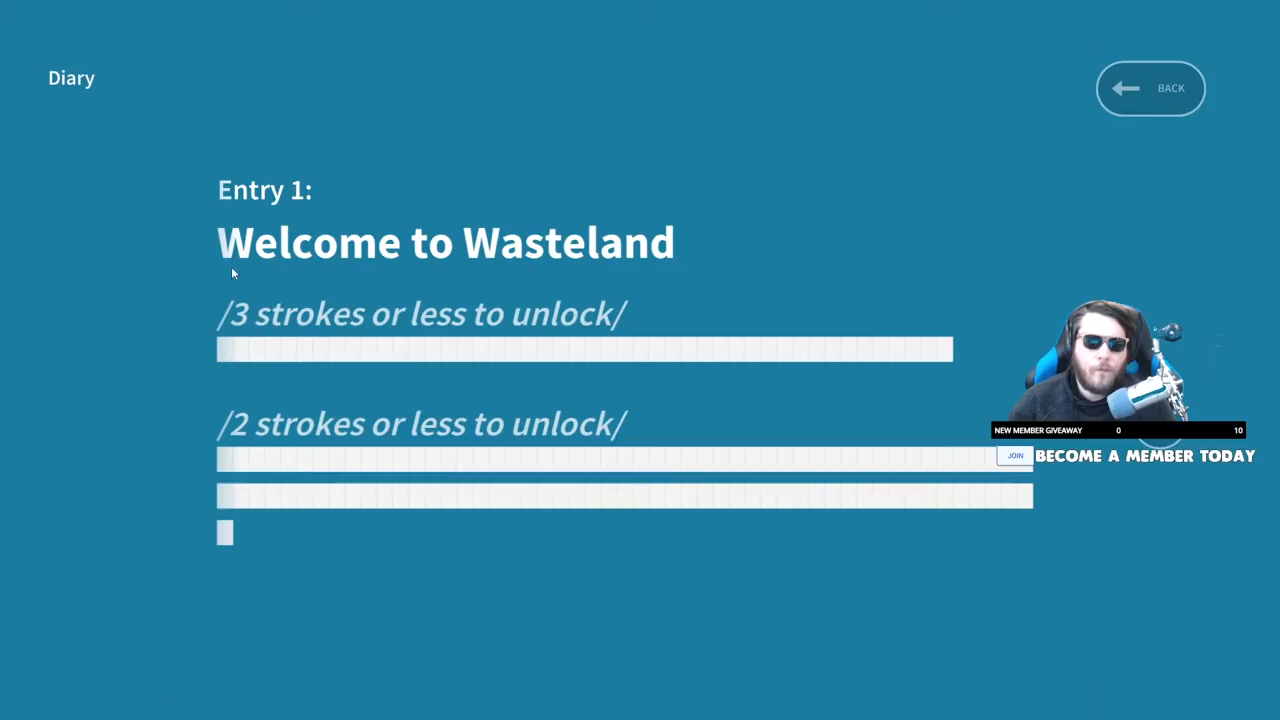 Diary
BACK
Entry 1:
Welcome to Wasteland
/3 strokes or less to unlock/
/2 strokes or less to unlock/
NEW MEMBER GIVEAWAY 0 10
JOIN BECOME A MEMBER TODAY